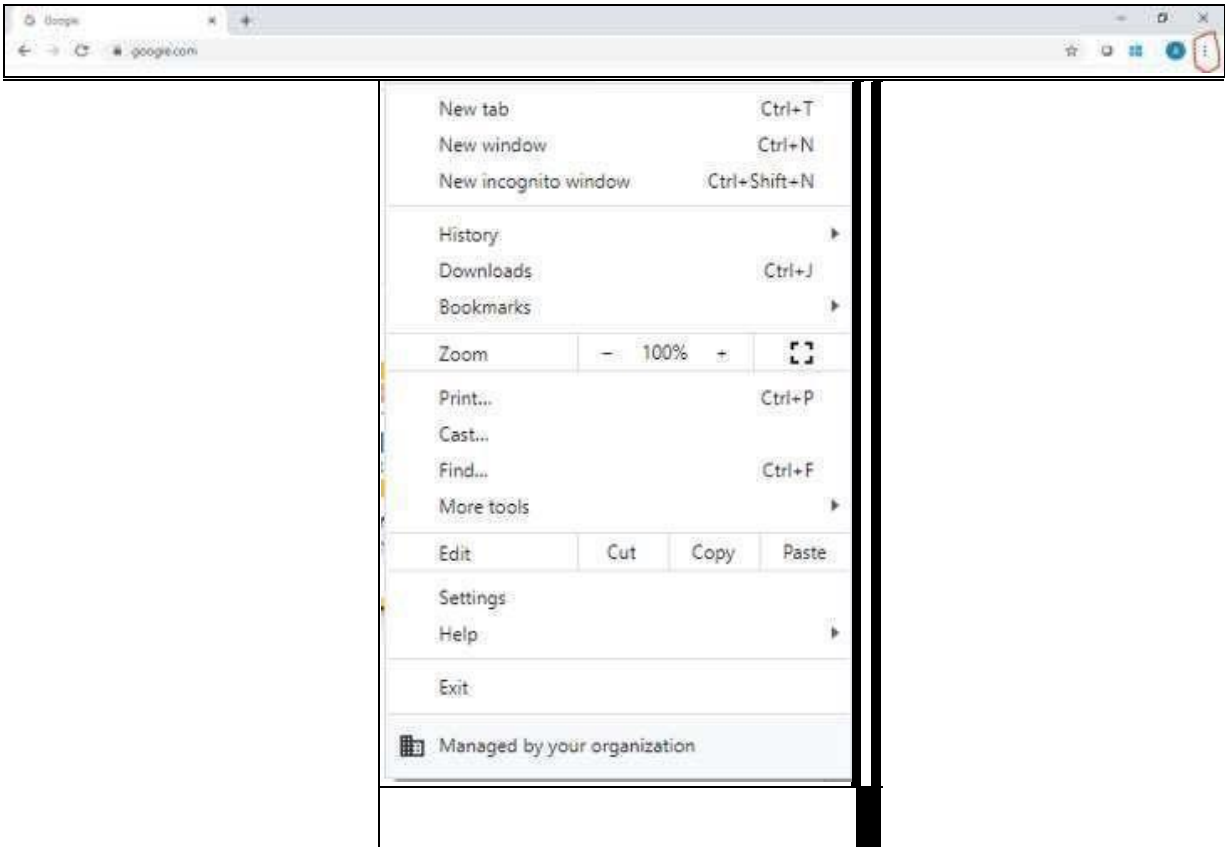 Google
google.com
New tab Ctrl+T
New window Ctrl+N
New incognito window Ctrl+Shift+N
History
Downloads Ctrl+J
Bookmarks
Zoom – 100% +
Print... Ctrl+P
Cast...
Find... Ctrl+F
More tools
Edit Cut Copy Paste
Settings
Help
Exit
Managed by your organization